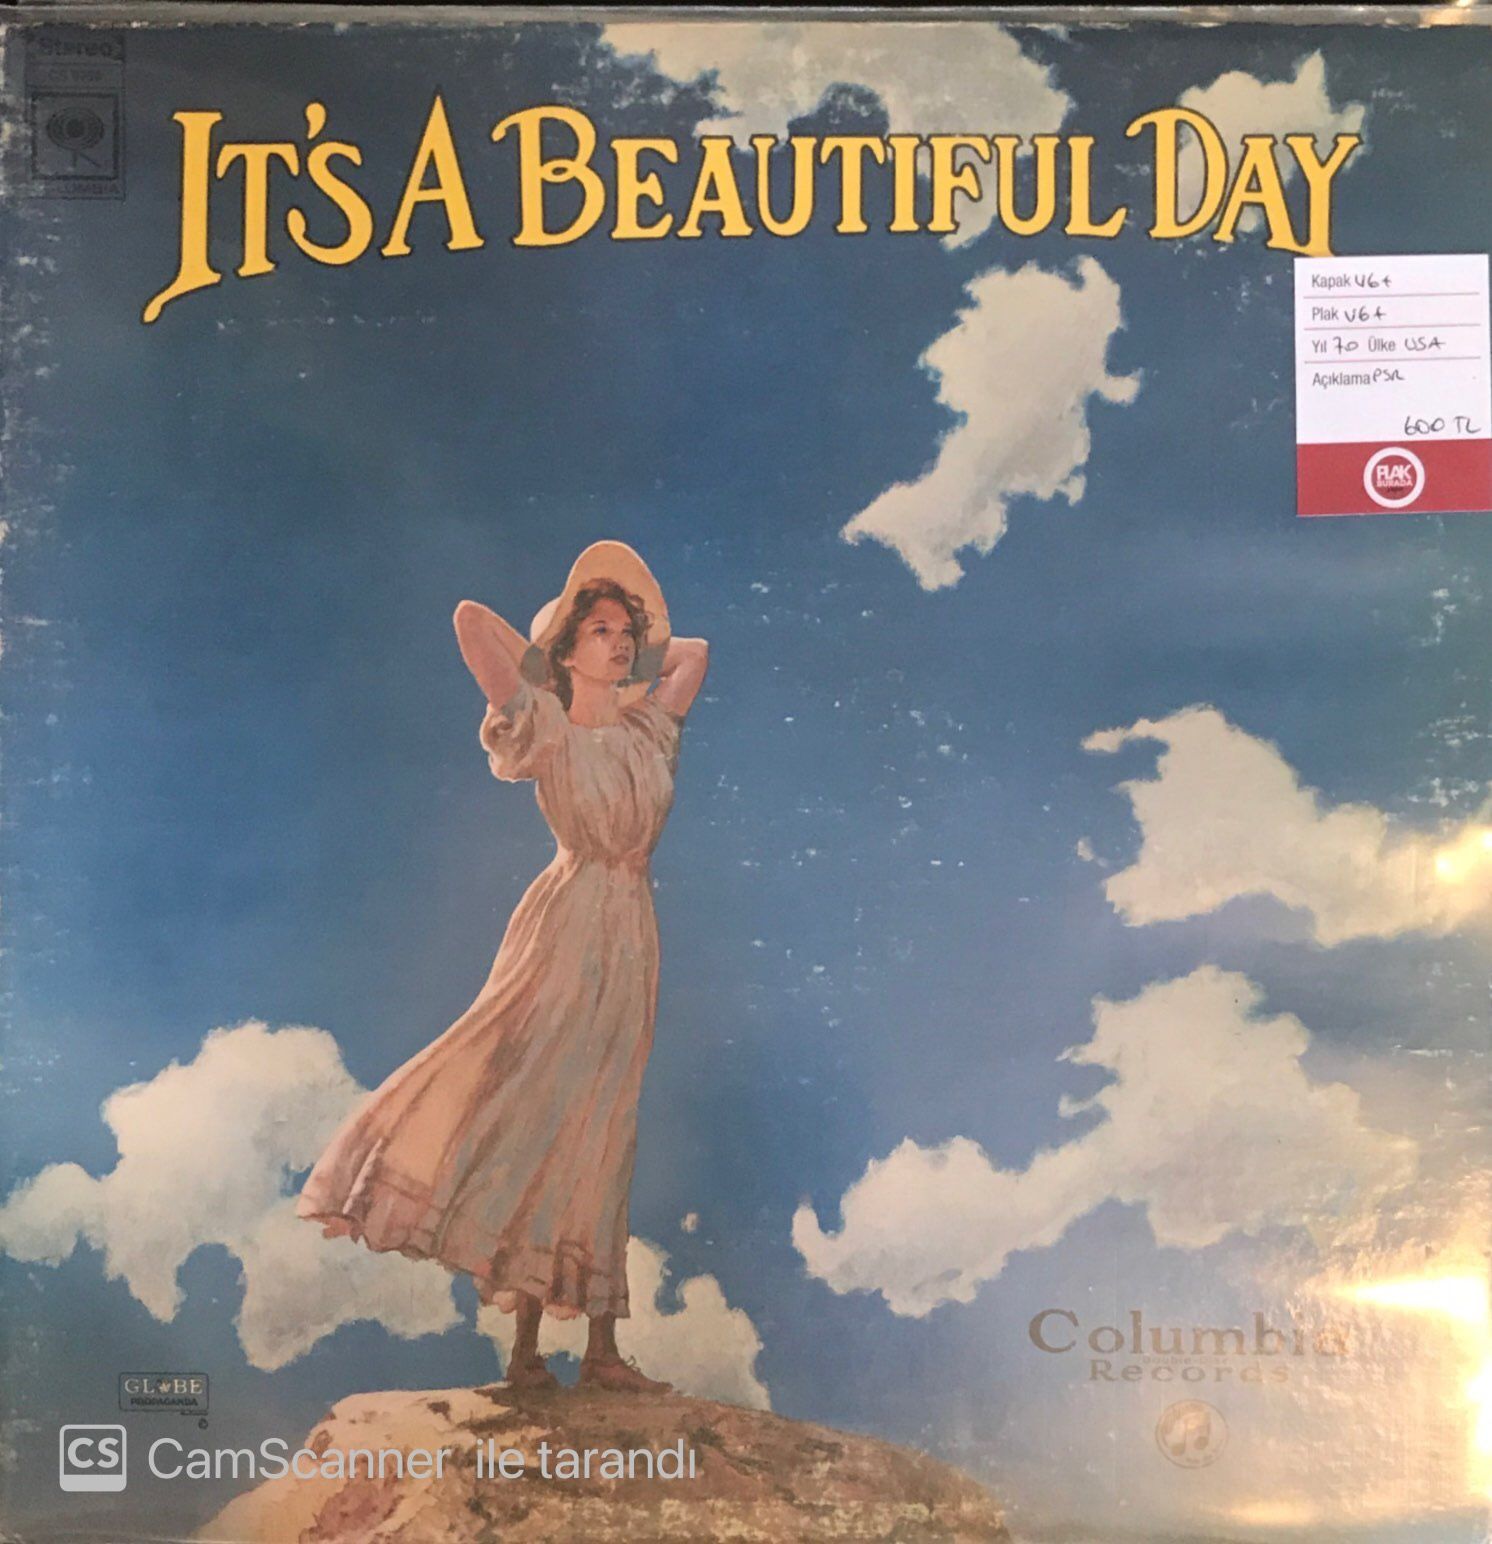 Stereo
IT'S A BEAUTIFUL DAY
Kapak VG+
Plak VG+
Yıl 70 Ülke USA
Açıklama PSR
600 TL
PLAK
BURADA
Columbia
Records
GLOBE
PROPAGANDA
CS CamScanner ile tarandı